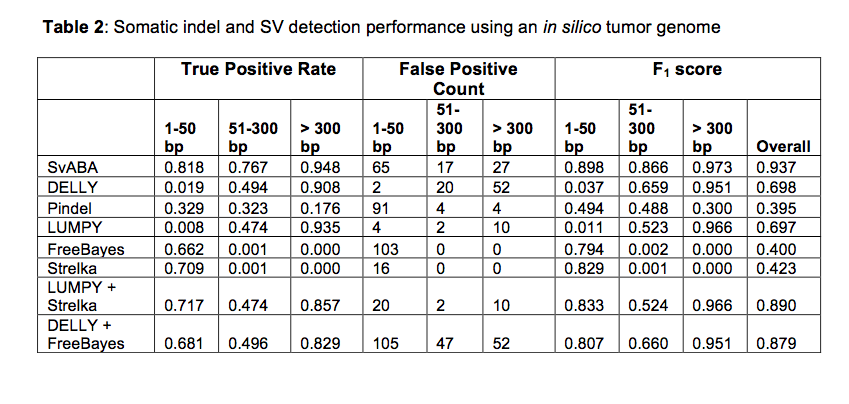 Table 2: Somatic indel and SV detection performance using an in silico tumor genome
True Positive Rate False Positive Count F1 score
1-50 bp 51-300 bp > 300 bp 1-50 bp 51-300 bp > 300 bp 1-50 bp 51-300 bp > 300 bp Overall
SvABA 0.818 0.767 0.948 65 17 27 0.898 0.866 0.973 0.937
DELLY 0.019 0.494 0.908 2 20 52 0.037 0.659 0.951 0.698
Pindel 0.329 0.323 0.176 91 4 4 0.494 0.488 0.300 0.395
LUMPY 0.008 0.474 0.935 4 2 10 0.011 0.523 0.966 0.697
FreeBayes 0.662 0.001 0.000 103 0 0 0.794 0.002 0.000 0.400
Strelka 0.709 0.001 0.000 16 0 0 0.829 0.001 0.000 0.423
LUMPY +
Strelka 0.717 0.474 0.857 20 2 10 0.833 0.524 0.966 0.890
DELLY +
FreeBayes 0.681 0.496 0.829 105 47 52 0.807 0.660 0.951 0.879